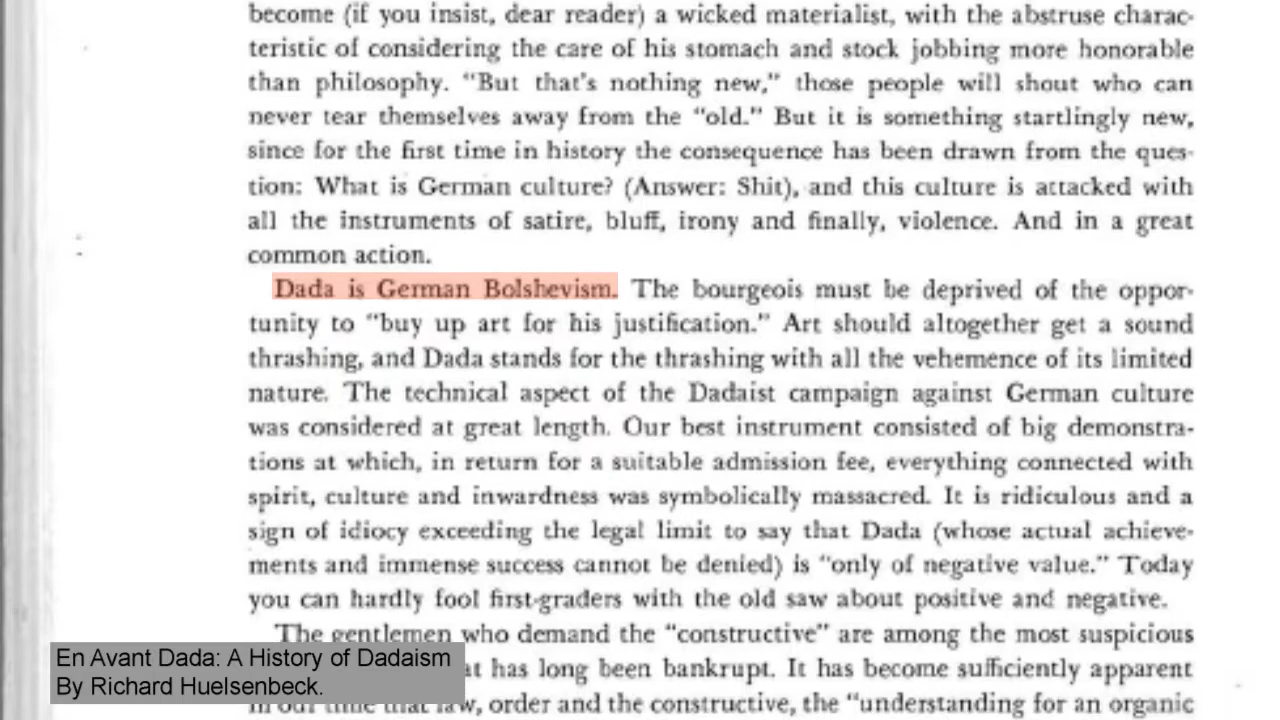 become (if you insist, dear reader) a wicked materialist, with the abstruse charac-
teristic of considering the care of his stomach and stock jobbing more honorable
than philosophy. “But that's nothing new,” those people will shout who can
never tear themselves away from the “old.” But it is something startlingly new,
since for the first time in history the consequence has been drawn from the ques-
tion: What is German culture? (Answer: Shit), and this culture is attacked with
all the instruments of satire, bluff, irony and finally, violence. And in a great
common action.
Dada is German Bolshevism. The bourgeois must be deprived of the oppor-
tunity to “buy up art for his justification.” Art should altogether get a sound
thrashing, and Dada stands for the thrashing with all the vehemence of its limited
nature. The technical aspect of the Dadaist campaign against German culture
was considered at great length. Our best instrument consisted of big demonstra-
tions at which, in return for a suitable admission fee, everything connected with
spirit, culture and inwardness was symbolically massacred. It is ridiculous and a
sign of idiocy exceeding the legal limit to say that Dada (whose actual achieve-
ments and immense success cannot be denied) is “only of negative value.” Today
you can hardly fool first-graders with the old saw about positive and negative.
The gentlemen who demand the “constructive” are among the most suspicious
has long been bankrupt. It has become sufficiently apparent
in our time that law, order and the constructive, the “understanding for an organic
En Avant Dada: A History of Dadaism
By Richard Huelsenbeck.